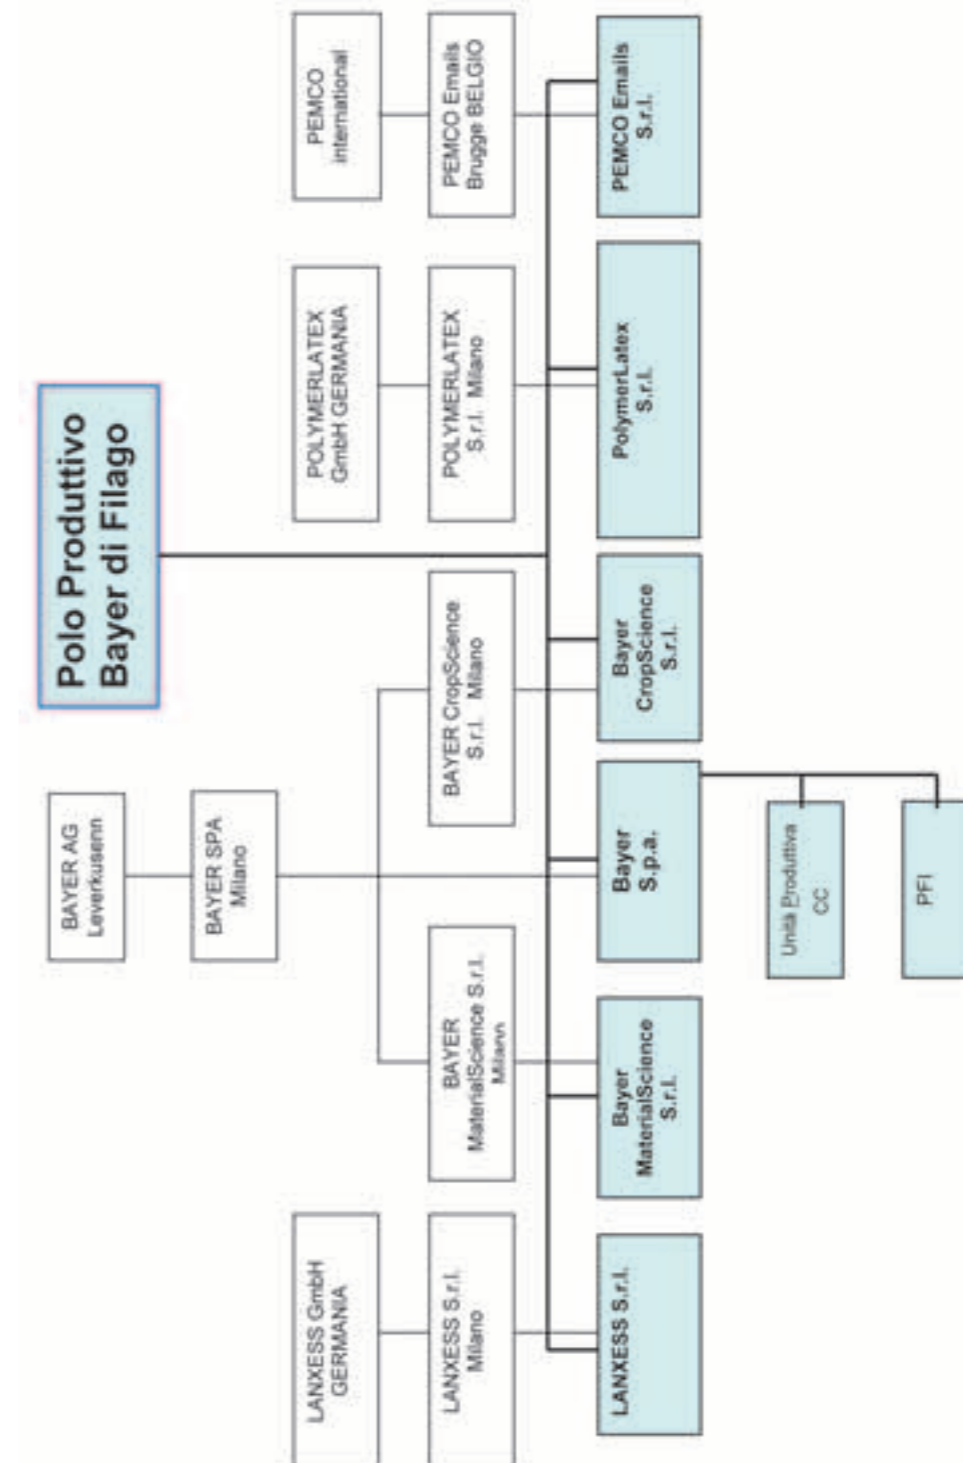 Polo Produttivo
Bayer di Filago
BAYER AG
Leverkusenn
BAYER SPA
Milano
LANXESS GmbH
GERMANIA
POLYMERLATEX
GmbH GERMANIA
PEMCO
international
LANXESS S.r.l.
Milano
BAYER
MaterialScience S.r.l.
Milann
BAYER CropScience
S.r.l. Milano
POLYMERLATEX
S.r.l. Milano
PEMCO Emails
Brugge BELGIO
LANXESS S.r.l.
Bayer
MaterialScience
S.r.l.
Bayer
S.p.a.
Bayer
CropScience
S.r.l.
PolymerLatex
S.r.l.
PEMCO Emails
S.r.l.
Unità Produttiva
CC
PFI